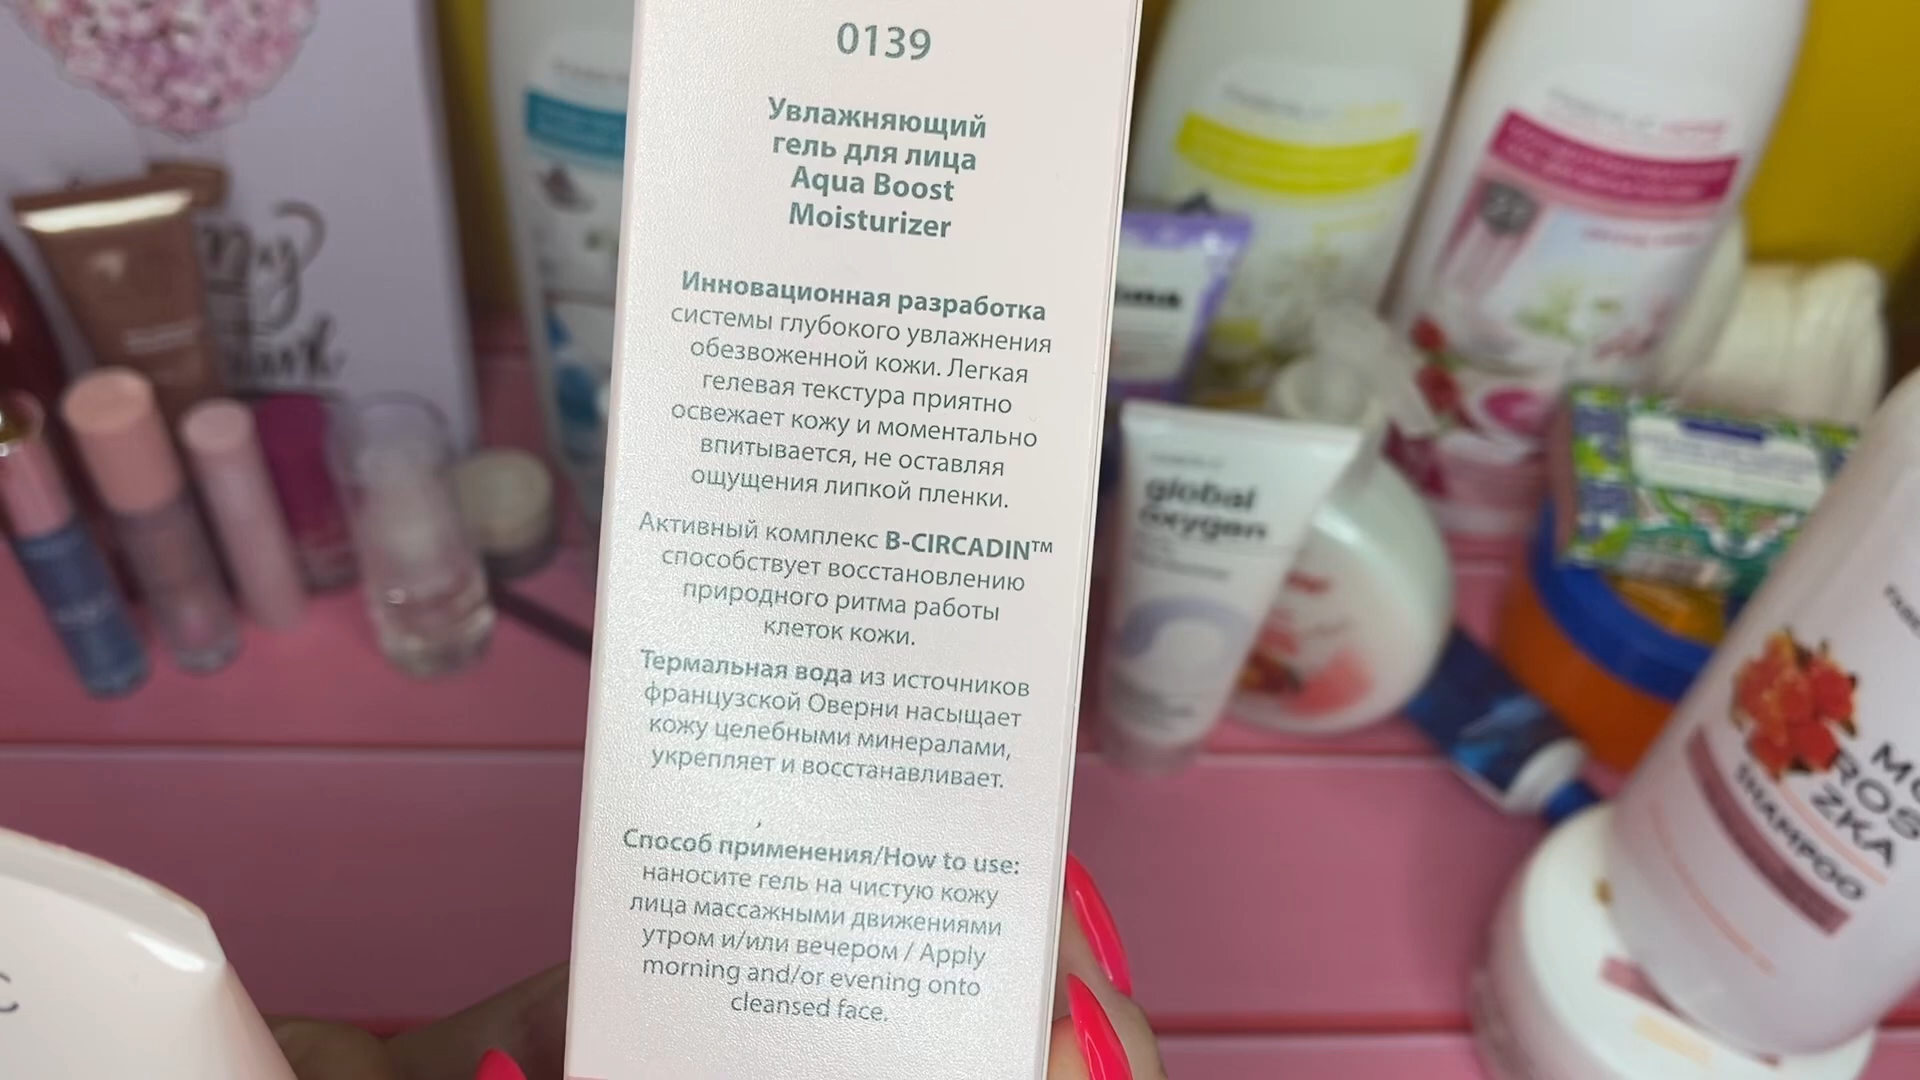 0139
Увлажняющий
гель для лица
Aqua Boost
Moisturizer
Инновационная разработка
системы глубокого увлажнения
обезвоженной кожи. Легкая
гелевая текстура приятно
освежает кожу и моментально
впитывается, не оставляя
ощущения липкой пленки.
Активный комплекс B-CIRCADIN™
способствует восстановлению
природного ритма работы
клеток кожи.
Термальная вода из источников
французской Оверни насыщает
кожу целебными минералами,
укрепляет и восстанавливает.
Способ применения/How to use:
наносите гель на чистую кожу
лица массажными движениями
утром и/или вечером / Apply
morning and/or evening onto
cleansed face.
my
global
oxygen
ROS
ZKA
SHAMPOO